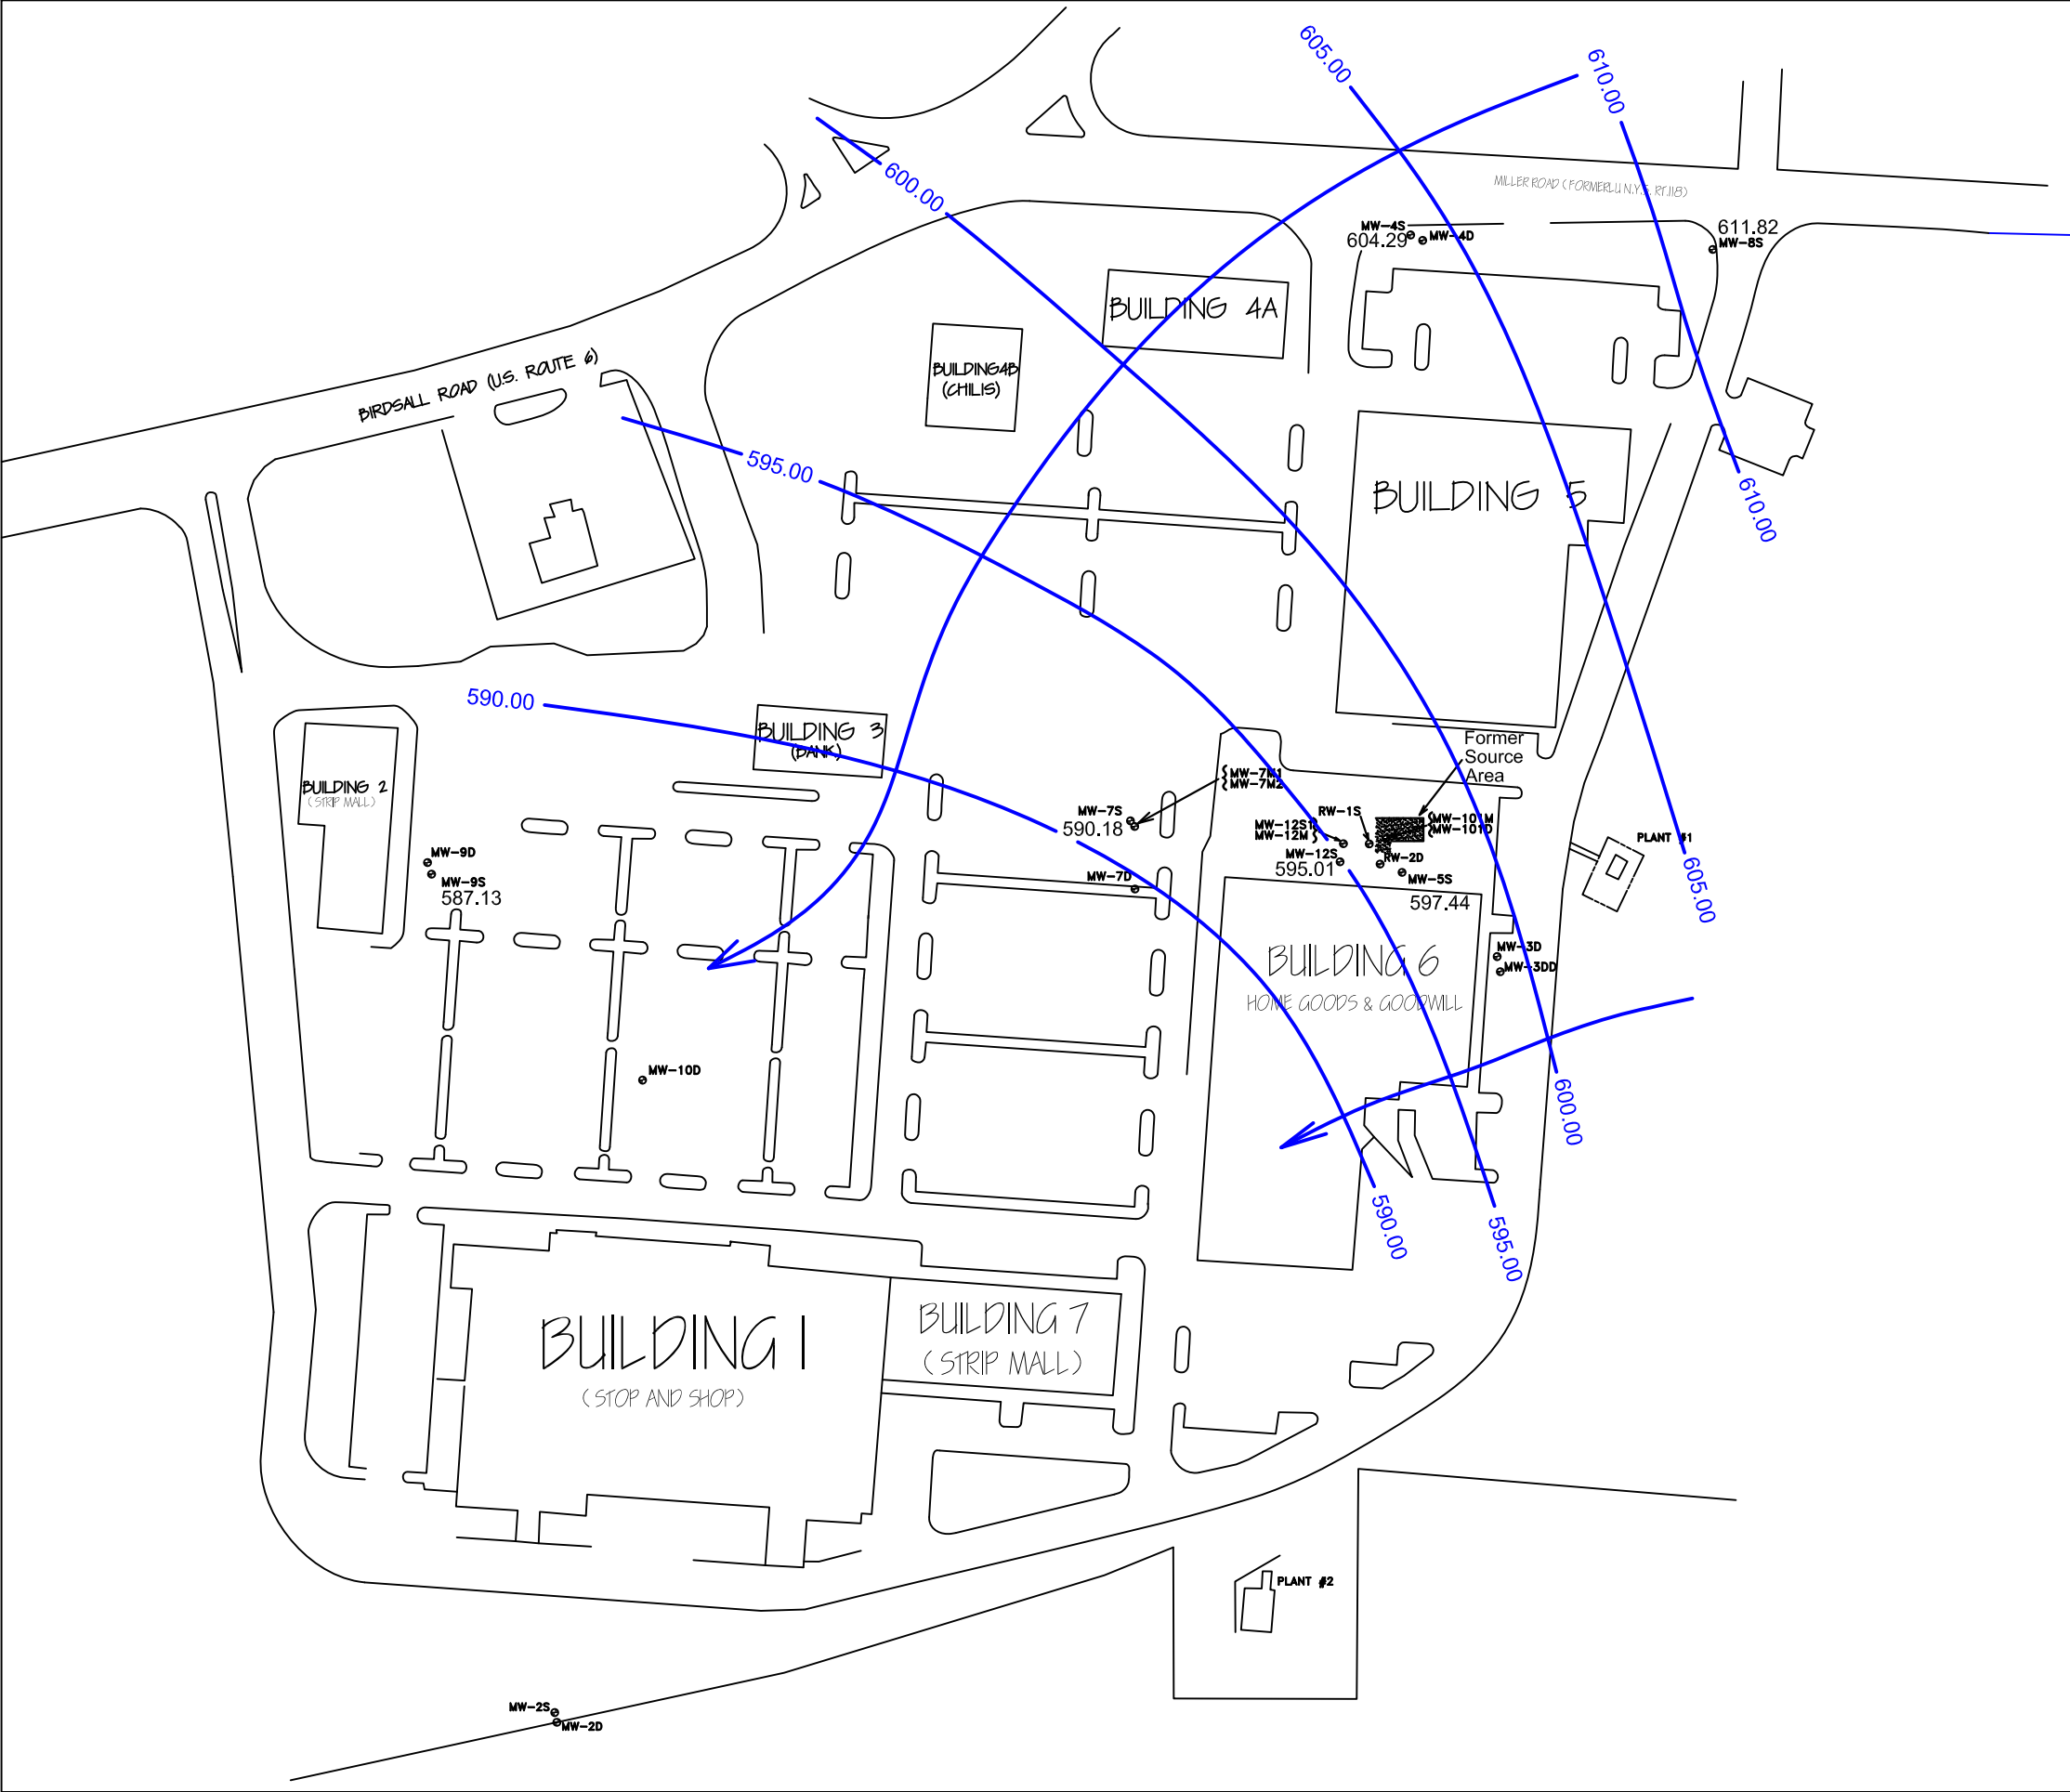 605.00
610.00
600.00
MILLER ROAD (FORMERLU N.Y.S. RT.118)
611.82
MW-8S
MW-4S
604.29
MW-4D
BUILDING 4A
BUILDING4B
(CHILIS)
BIRDSALL ROAD (U.S. ROUTE 6)
595.00
BUILDING 5
610.00
590.00
BUILDING 3
(BANK)
Former
Source
Area
BUILDING 2
(STRIP MALL)
MW-7M1
MW-7M2
MW-7S
590.18
RW-1S
MW-12S1
MW-12M
MW-101M
MW-101D
PLANT #1
MW-12S
595.01
RW-2D
MW-5S
597.44
MW-9D
MW-9S
587.13
MW-7D
605.00
BUILDING 6
HOME GOODS & GOODWILL
MW-3D
MW-3DD
MW-10D
600.00
590.00
595.00
BUILDING 1
(STOP AND SHOP)
BUILDING 7
(STRIP MALL)
PLANT #2
MW-2S
MW-2D